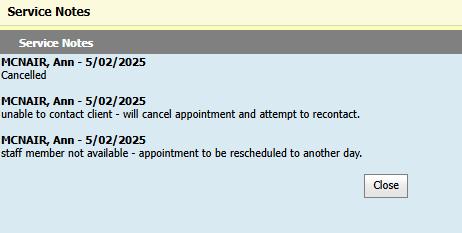 Service Notes
Service Notes
MCNAIR, Ann - 5/02/2025
Cancelled
MCNAIR, Ann - 5/02/2025
unable to contact client - will cancel appointment and attempt to recontact.
MCNAIR, Ann - 5/02/2025
staff member not available - appointment to be rescheduled to another day.
Close